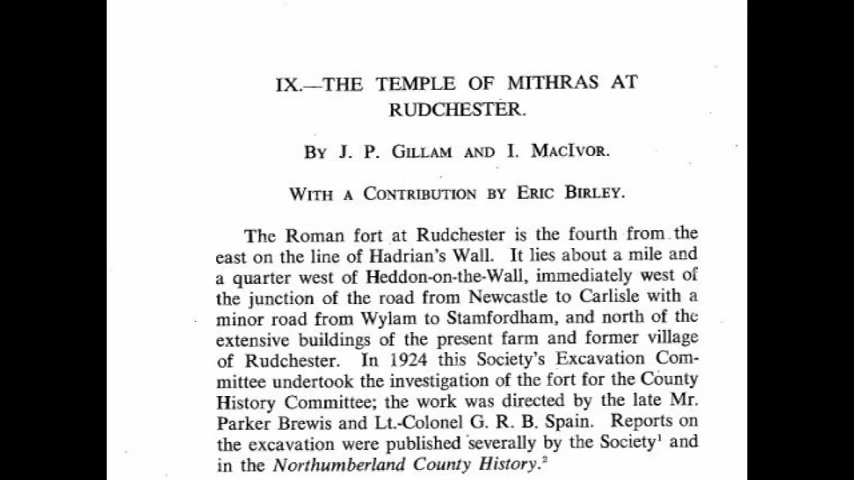 IX.—THE TEMPLE OF MITHRAS AT
RUDCHESTER.
By J. P. Gillam and I. MacIvor.
With a Contribution by Eric Birley.
The Roman fort at Rudchester is the fourth from the
east on the line of Hadrian's Wall. It lies about a mile and
a quarter west of Heddon-on-the-Wall, immediately west of
the junction of the road from Newcastle to Carlisle with a
minor road from Wylam to Stamfordham, and north of the
extensive buildings of the present farm and former village
of Rudchester. In 1924 this Society's Excavation Com-
mittee undertook the investigation of the fort for the County
History Committee; the work was directed by the late Mr.
Parker Brewis and Lt.-Colonel G. R. B. Spain. Reports on
the excavation were published severally by the Society¹ and
in the Northumberland County History.²